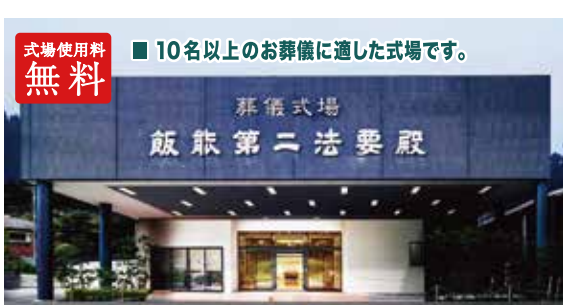 式場使用料
無料
■ 10名以上のお葬儀に適した式場です。
葬儀式場
飯能第二法要殿